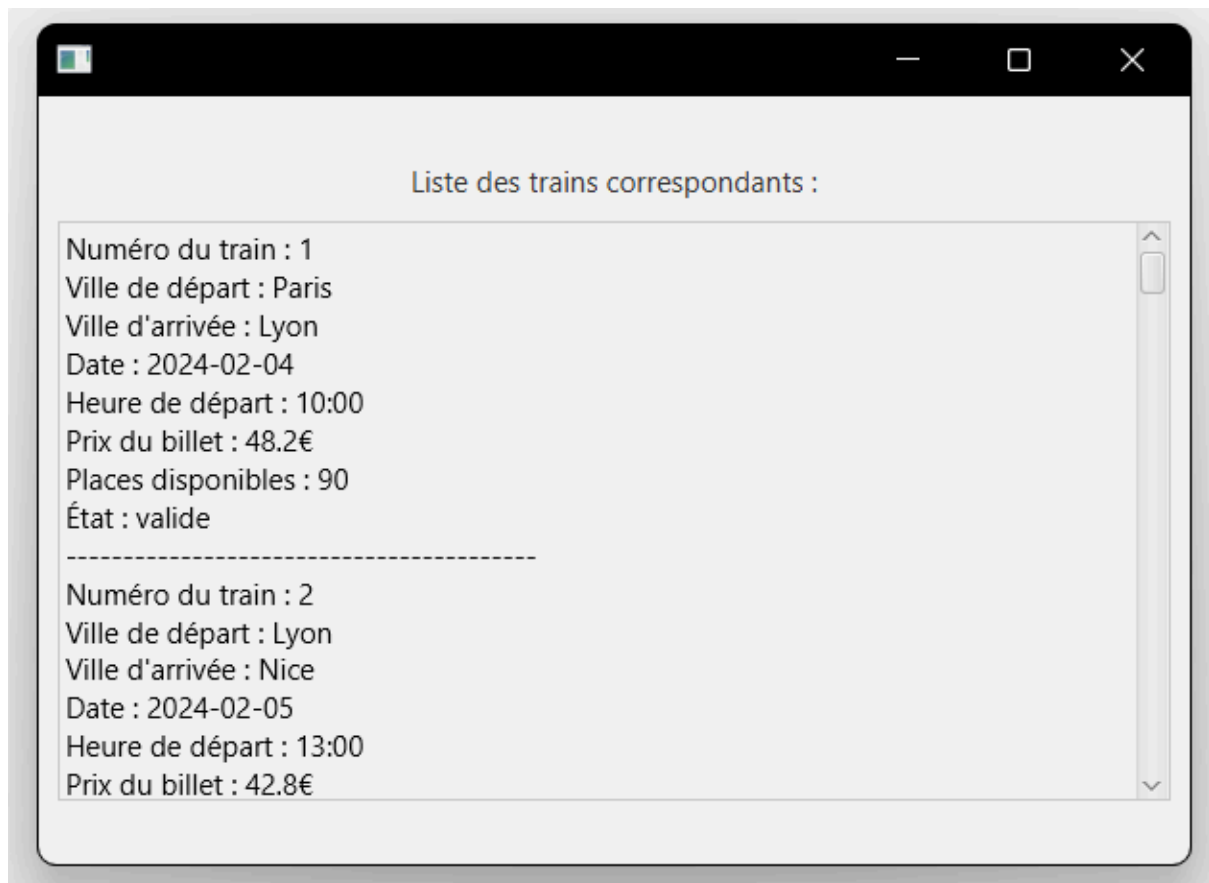 Liste des trains correspondants :
Numéro du train : 1
Ville de départ : Paris
Ville d'arrivée : Lyon
Date : 2024-02-04
Heure de départ : 10:00
Prix du billet : 48.2€
Places disponibles : 90
État : valide
-----------------------------------------
Numéro du train : 2
Ville de départ : Lyon
Ville d'arrivée : Nice
Date : 2024-02-05
Heure de départ : 13:00
Prix du billet : 42.8€